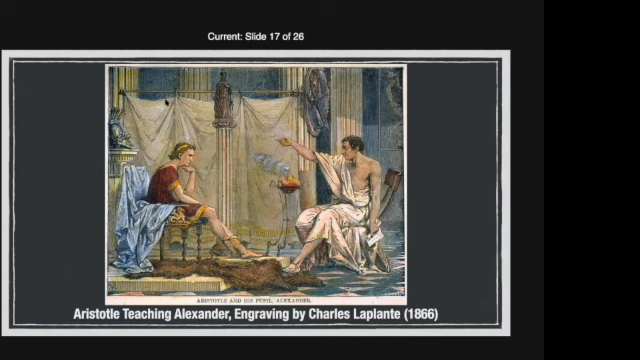 Current: Slide 17 of 26
ARISTOTLE AND HIS PUPIL, ALEXANDER.
Aristotle Teaching Alexander, Engraving by Charles Laplante (1866)